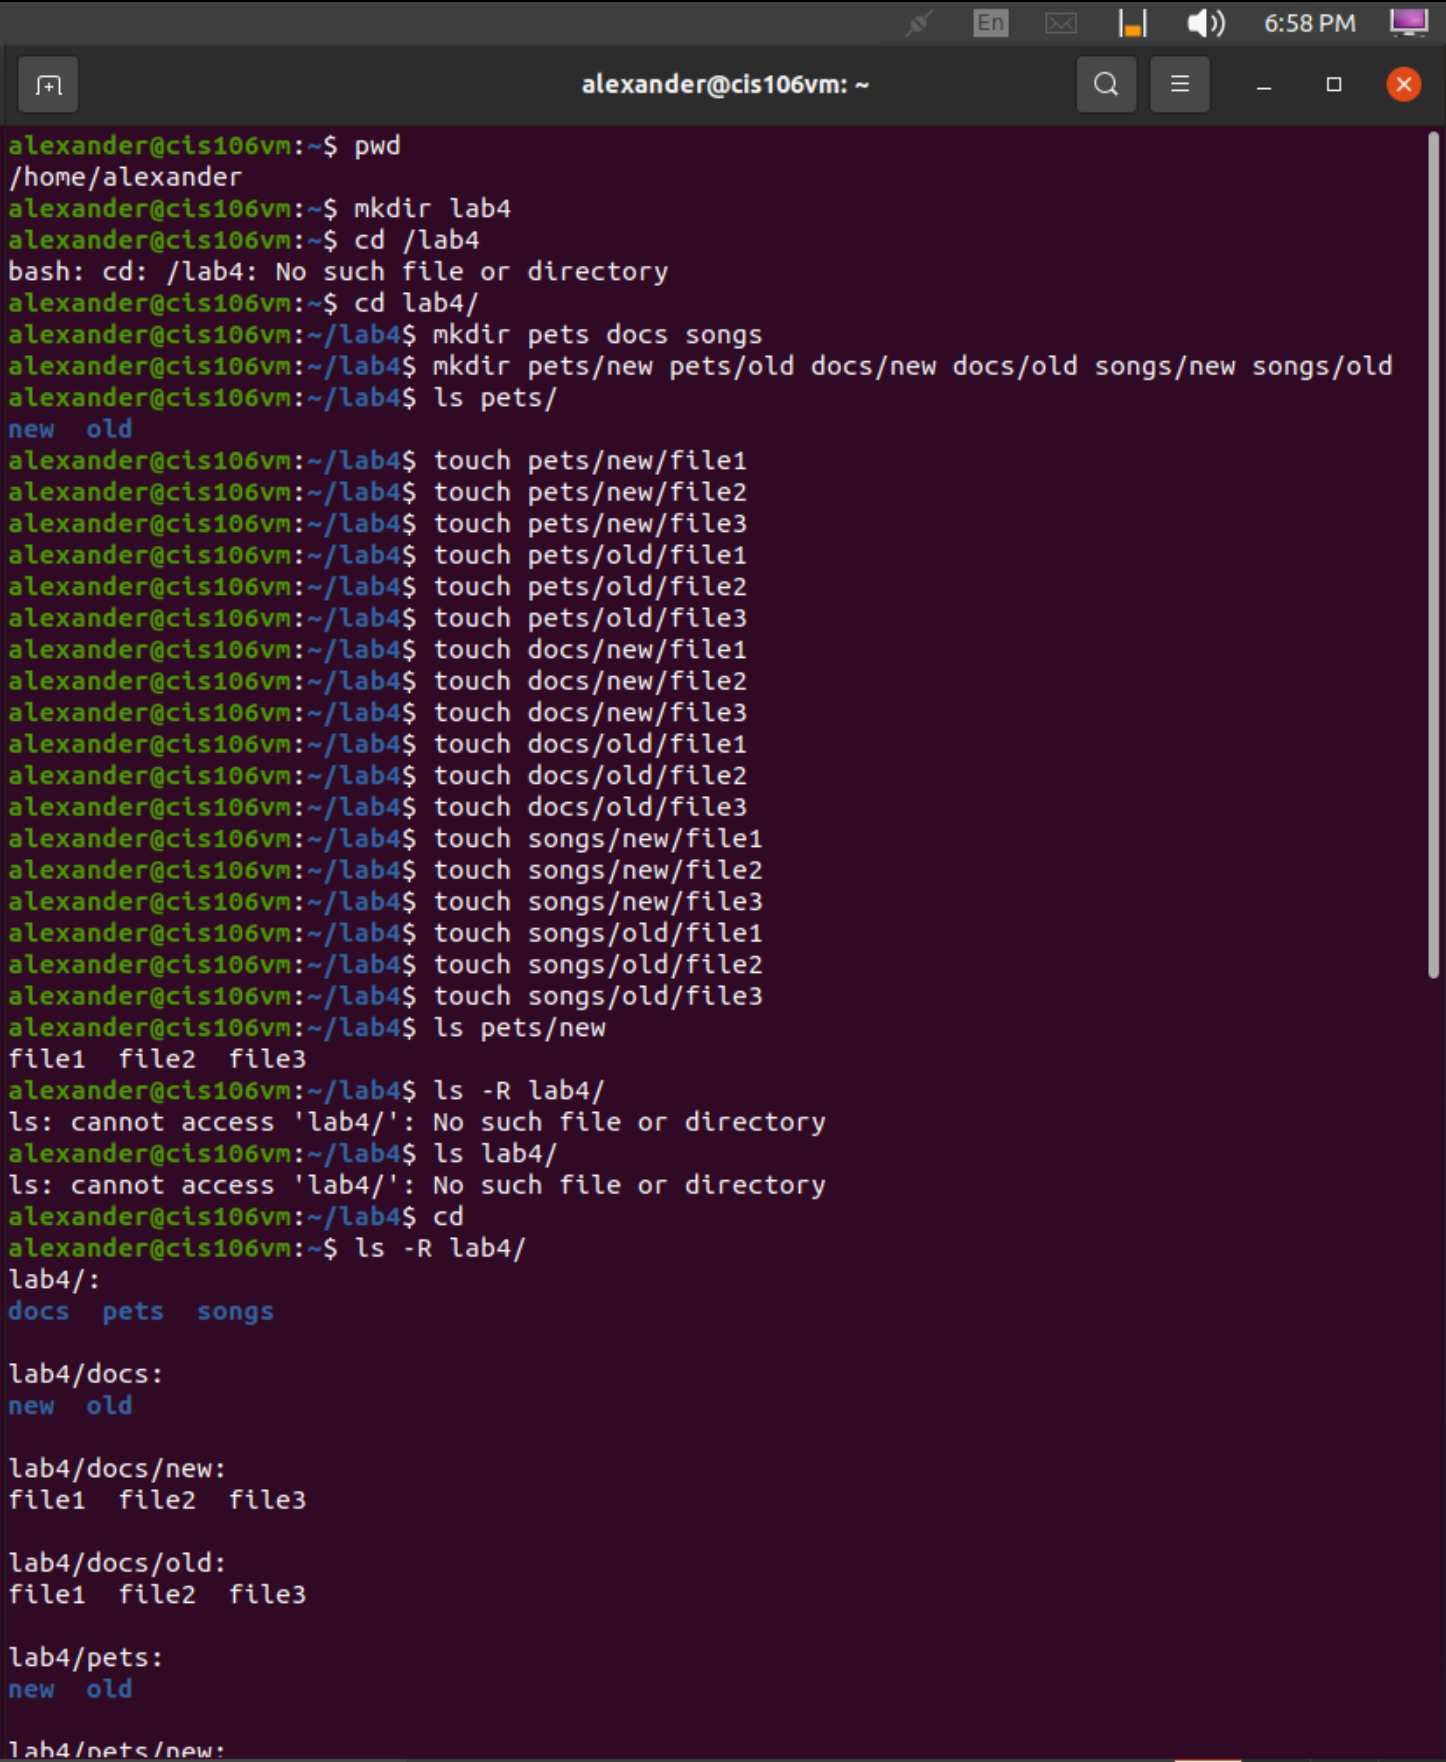 En 6:58 PM
alexander@cis106vm: ~
alexander@cis106vm:~$ pwd
/home/alexander
alexander@cis106vm:~$ mkdir lab4
alexander@cis106vm:~$ cd /lab4
bash: cd: /lab4: No such file or directory
alexander@cis106vm:~$ cd lab4/
alexander@cis106vm:~/lab4$ mkdir pets docs songs
alexander@cis106vm:~/lab4$ mkdir pets/new pets/old docs/new docs/old songs/new songs/old
alexander@cis106vm:~/lab4$ ls pets/
new  old
alexander@cis106vm:~/lab4$ touch pets/new/file1
alexander@cis106vm:~/lab4$ touch pets/new/file2
alexander@cis106vm:~/lab4$ touch pets/new/file3
alexander@cis106vm:~/lab4$ touch pets/old/file1
alexander@cis106vm:~/lab4$ touch pets/old/file2
alexander@cis106vm:~/lab4$ touch pets/old/file3
alexander@cis106vm:~/lab4$ touch docs/new/file1
alexander@cis106vm:~/lab4$ touch docs/new/file2
alexander@cis106vm:~/lab4$ touch docs/new/file3
alexander@cis106vm:~/lab4$ touch docs/old/file1
alexander@cis106vm:~/lab4$ touch docs/old/file2
alexander@cis106vm:~/lab4$ touch docs/old/file3
alexander@cis106vm:~/lab4$ touch songs/new/file1
alexander@cis106vm:~/lab4$ touch songs/new/file2
alexander@cis106vm:~/lab4$ touch songs/new/file3
alexander@cis106vm:~/lab4$ touch songs/old/file1
alexander@cis106vm:~/lab4$ touch songs/old/file2
alexander@cis106vm:~/lab4$ touch songs/old/file3
alexander@cis106vm:~/lab4$ ls pets/new
file1  file2  file3
alexander@cis106vm:~/lab4$ ls -R lab4/
ls: cannot access 'lab4/': No such file or directory
alexander@cis106vm:~/lab4$ ls lab4/
ls: cannot access 'lab4/': No such file or directory
alexander@cis106vm:~/lab4$ cd
alexander@cis106vm:~$ ls -R lab4/
lab4/:
docs  pets  songs
lab4/docs:
new  old
lab4/docs/new:
file1  file2  file3
lab4/docs/old:
file1  file2  file3
lab4/pets:
new  old
lab4/pets/new: